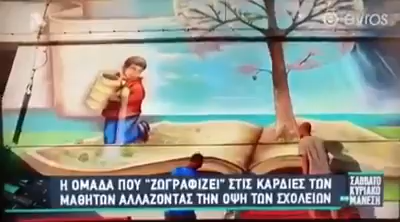 evros
Η ΟΜΑΔΑ ΠΟΥ "ΖΩΓΡΑΦΙΖΕΙ" ΣΤΙΣ ΚΑΡΔΙΕΣ ΤΩΝ
ΜΑΘΗΤΩΝ ΑΛΛΑΖΟΝΤΑΣ ΤΗΝ ΟΨΗ ΤΩΝ ΣΧΟΛΕΙΩΝ
ΣΑΒΒΑΤΟ
ΚΥΡΙΑΚΟ
ΜΑΝΕΣΗ